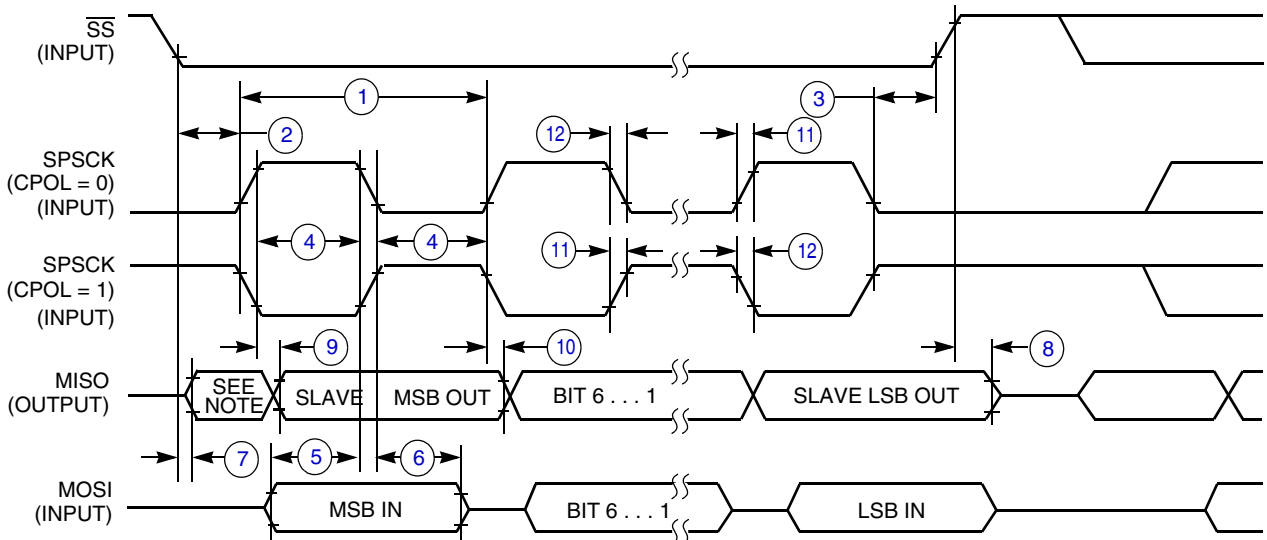 SS
(INPUT)
1
3
2
12
11
SPSCK
(CPOL = 0)
(INPUT)
4
4
11
12
SPSCK
(CPOL = 1)
(INPUT)
9
10
8
MISO
(OUTPUT)
SEE
NOTE
SLAVE
MSB OUT
BIT 6 . . . 1
SLAVE LSB OUT
7
5
6
MOSI
(INPUT)
MSB IN
BIT 6 . . . 1
LSB IN